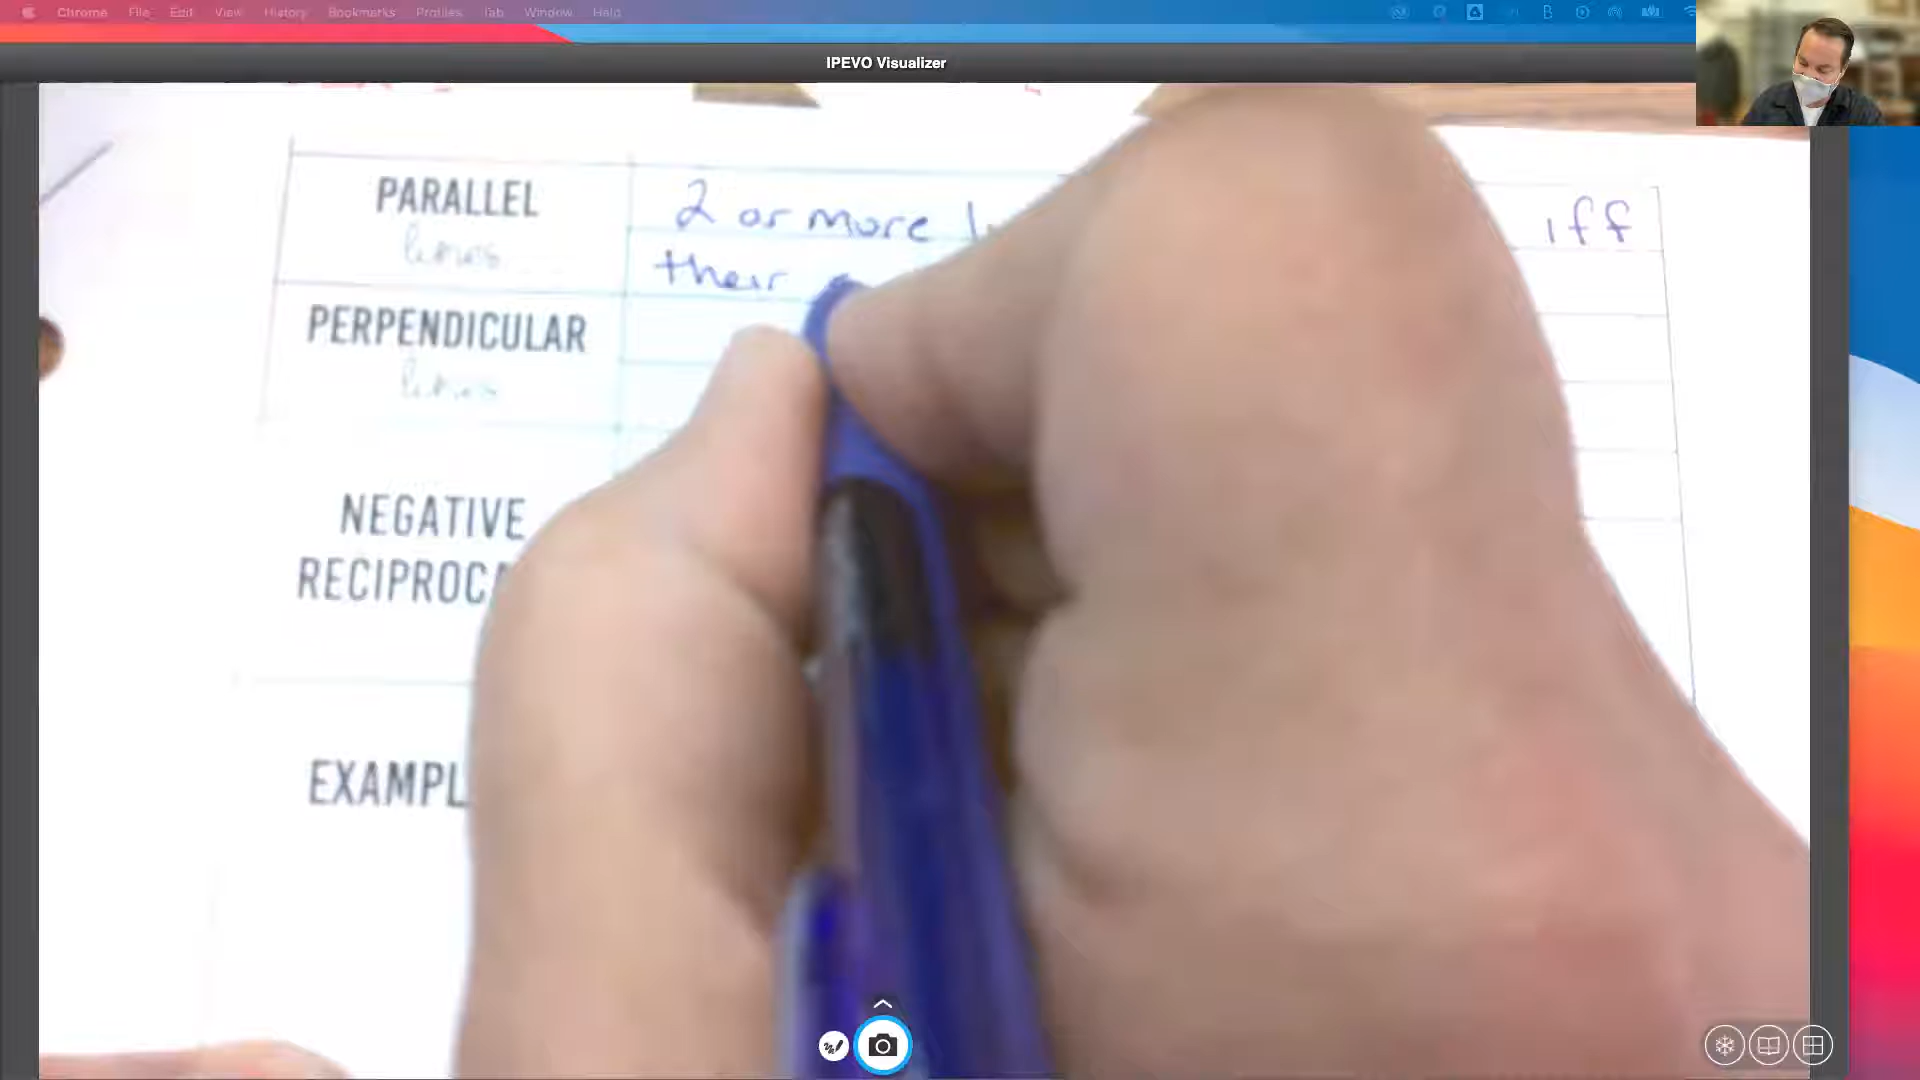 Chrome File Edit View History Bookmarks Profiles Tab Window Help
IPEVO Visualizer
PARALLEL
lines
2 or more
iff
their
PERPENDICULAR
lines
NEGATIVE
RECIPROCA
EXAMPL